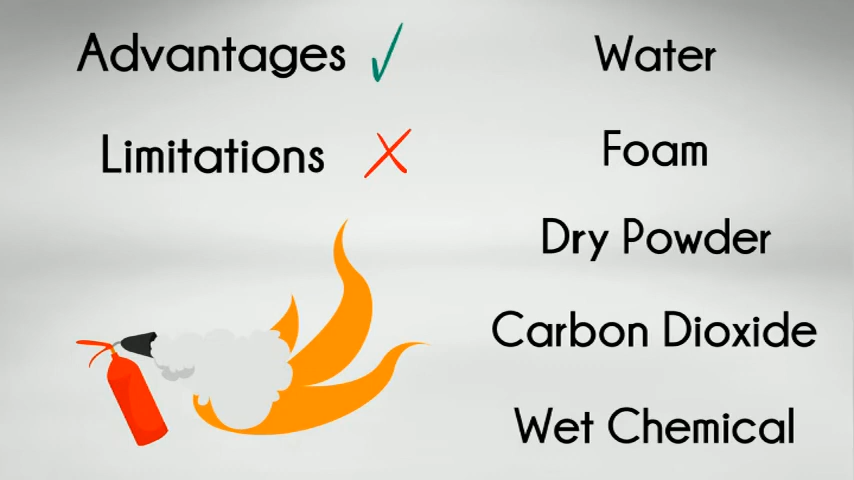 Advantages
Limitations
Water
Foam
Dry Powder
Carbon Dioxide
Wet Chemical